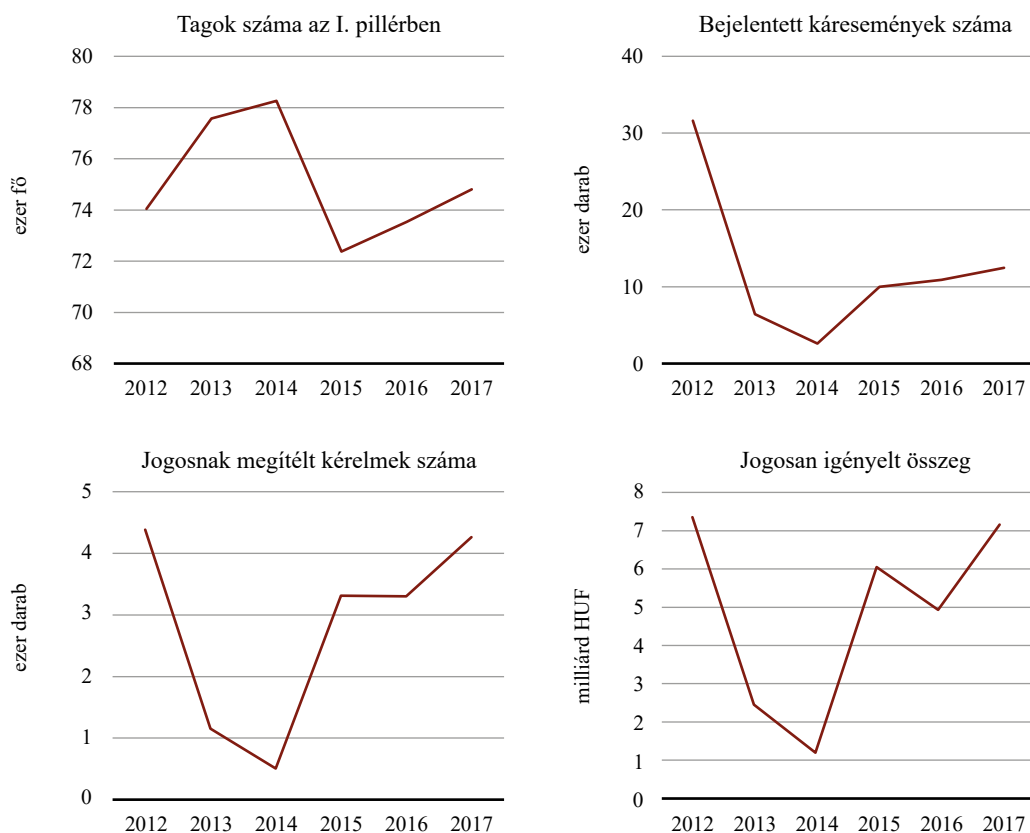 Tagok száma az I. pillérben
80
78
76
74
72
70
68
ezer fő
2012 2013 2014 2015 2016 2017
Bejelentett káresemények száma
40
30
20
10
0
ezer darab
2012 2013 2014 2015 2016 2017
Jogosnak megítélt kérelmek száma
5
4
3
2
1
0
ezer darab
2012 2013 2014 2015 2016 2017
Jogosan igényelt összeg
8
7
6
5
4
3
2
1
0
milliárd HUF
2012 2013 2014 2015 2016 2017